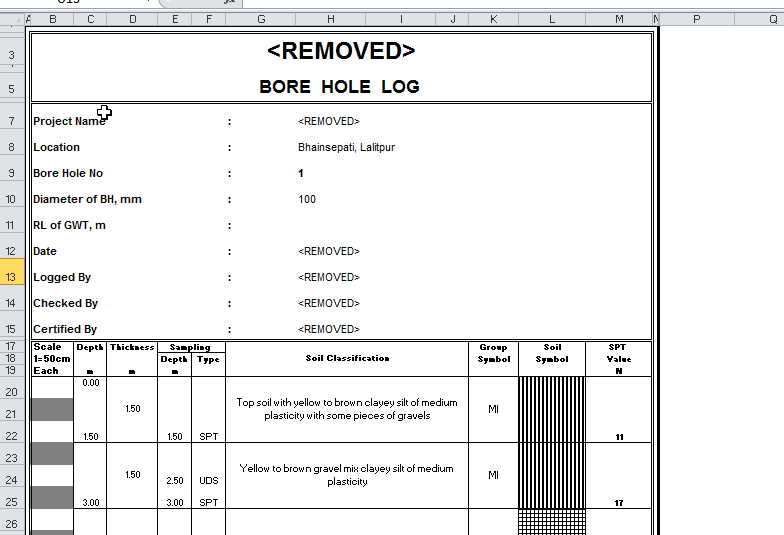 A B C D E F G H I J K L M N P Q
3 <REMOVED>
5 BORE HOLE LOG
7 Project Name : <REMOVED>
8 Location : Bhainsepati, Lalitpur
9 Bore Hole No : 1
10 Diameter of BH, mm : 100
11 RL of GWT, m :
12 Date : <REMOVED>
13 Logged By : <REMOVED>
14 Checked By : <REMOVED>
15 Certified By : <REMOVED>
17 Scale Depth Thickness Sampling Group Soil SPT
18 1=50cm Depth Type Soil Classification Symbol Symbol Value
19 Each m m m N
0.00
20
Top soil with yellow to brown clayey silt of medium
21 1.50 plasticity with some pieces of gravels MI
22 1.50 1.50 SPT 11
23
Yellow to brown gravel mix clayey silt of medium
24 1.50 2.50 UDS plasticity MI
25 3.00 3.00 SPT 17
26